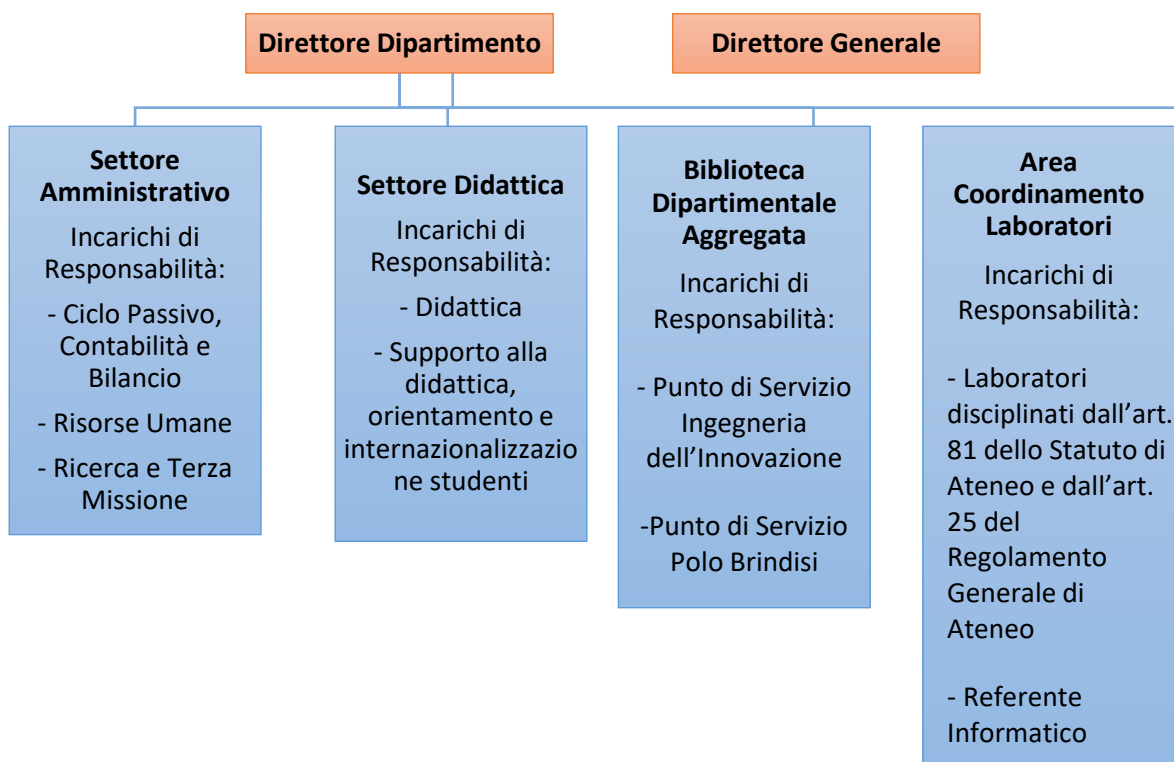 Direttore Dipartimento
Direttore Generale
Settore
Amministrativo
Incarichi di
Responsabilità:
- Ciclo Passivo,
Contabilità e
Bilancio
- Risorse Umane
- Ricerca e Terza
Missione
Settore Didattica
Incarichi di
Responsabilità:
- Didattica
- Supporto alla
didattica,
orientamento e
internazionalizzazio
ne studenti
Biblioteca
Dipartimentale
Aggregata
Incarichi di
Responsabilità:
- Punto di Servizio
Ingegneria
dell’Innovazione
-Punto di Servizio
Polo Brindisi
Area
Coordinamento
Laboratori
Incarichi di
Responsabilità:
- Laboratori
disciplinati dall’art.
81 dello Statuto di
Ateneo e dall’art.
25 del
Regolamento
Generale di
Ateneo
- Referente
Informatico